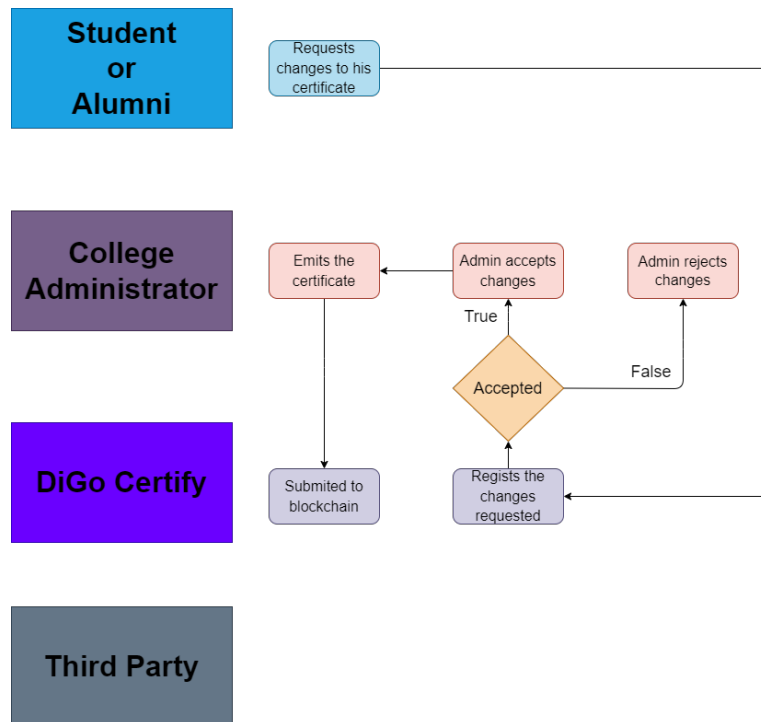 Student
or
Alumni
Requests
changes to his
certificate
College
Administrator
Emits the
certificate
Admin accepts
changes
Admin rejects
changes
True
False
Accepted
DiGo Certify
Submited to
blockchain
Regists the
changes
requested
Third Party